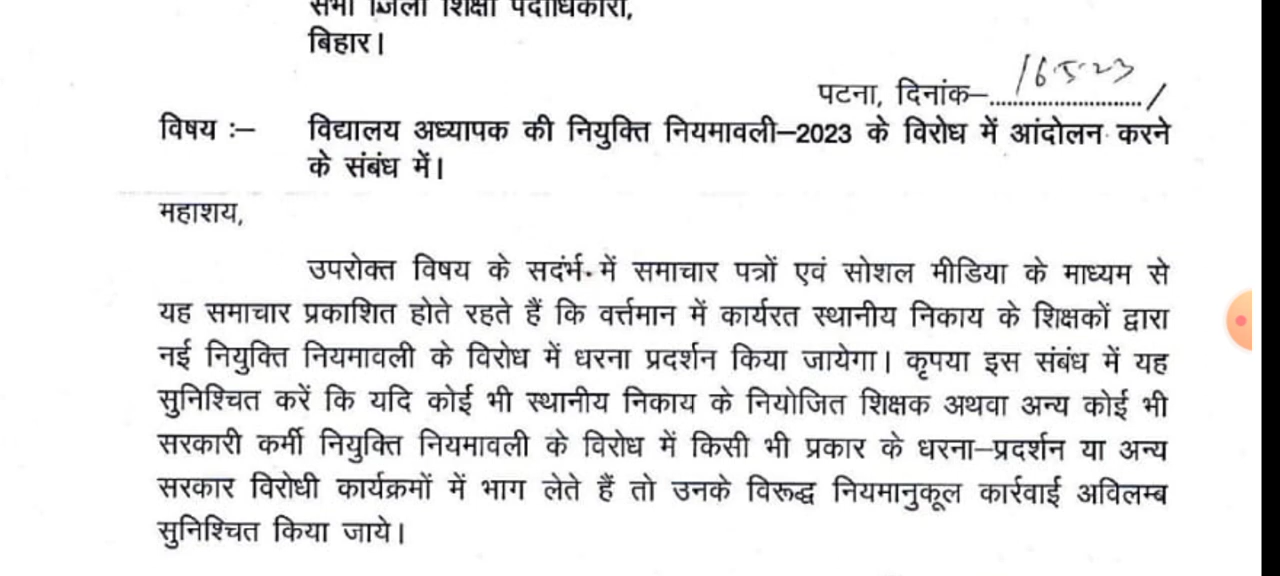 सभी जिला शिक्षा पदाधिकारी,
बिहार।
पटना, दिनांक–16.5.23/
विषय :– विद्यालय अध्यापक की नियुक्ति नियमावली–2023 के विरोध में आंदोलन करने
के संबंध में।
महाशय,
उपरोक्त विषय के सदंर्भ में समाचार पत्रों एवं सोशल मीडिया के माध्यम से
यह समाचार प्रकाशित होते रहते हैं कि वर्त्तमान में कार्यरत स्थानीय निकाय के शिक्षकों द्वारा
नई नियुक्ति नियमावली के विरोध में धरना प्रदर्शन किया जायेगा। कृपया इस संबंध में यह
सुनिश्चित करें कि यदि कोई भी स्थानीय निकाय के नियोजित शिक्षक अथवा अन्य कोई भी
सरकारी कर्मी नियुक्ति नियमावली के विरोध में किसी भी प्रकार के धरना–प्रदर्शन या अन्य
सरकार विरोधी कार्यक्रमों में भाग लेते हैं तो उनके विरूद्ध नियमानुकूल कार्रवाई अविलम्ब
सुनिश्चित किया जाये।